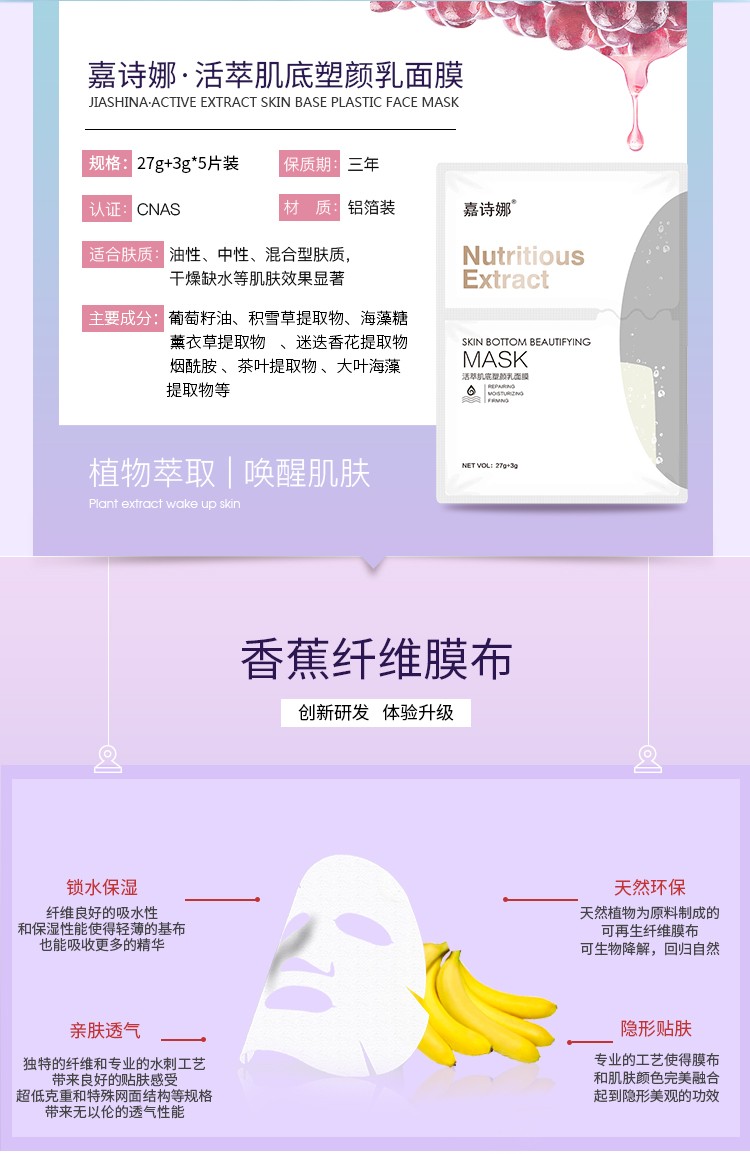 嘉诗娜·活萃肌底塑颜乳面膜
JIASHINA·ACTIVE EXTRACT SKIN BASE PLASTIC FACE MASK
规格： 27g+3g*5片装
保质期： 三年
认证： CNAS
材 质： 铝箔装
适合肤质： 油性、中性、混合型肤质，
干燥缺水等肌肤效果显著
主要成分： 葡萄籽油、积雪草提取物、海藻糖
薰衣草提取物 、迷迭香花提取物
烟酰胺 、茶叶提取物 、大叶海藻
提取物等
嘉诗娜®
Nutritious
Extract
SKIN BOTTOM BEAUTIFYING
MASK
活萃肌底塑颜乳面膜
REPAIRING
MOISTURIZING
FIRMING
NET VOL: 27g+3g
植物萃取｜唤醒肌肤
Plant extract wake up skin
香蕉纤维膜布
创新研发 体验升级
锁水保湿
纤维良好的吸水性
和保湿性能使得轻薄的基布
也能吸收更多的精华
天然环保
天然植物为原料制成的
可再生纤维膜布
可生物降解，回归自然
亲肤透气
独特的纤维和专业的水刺工艺
带来良好的贴肤感受
超低克重和特殊网面结构等规格
带来无以伦的透气性能
隐形贴肤
专业的工艺使得膜布
和肌肤颜色完美融合
起到隐形美观的功效